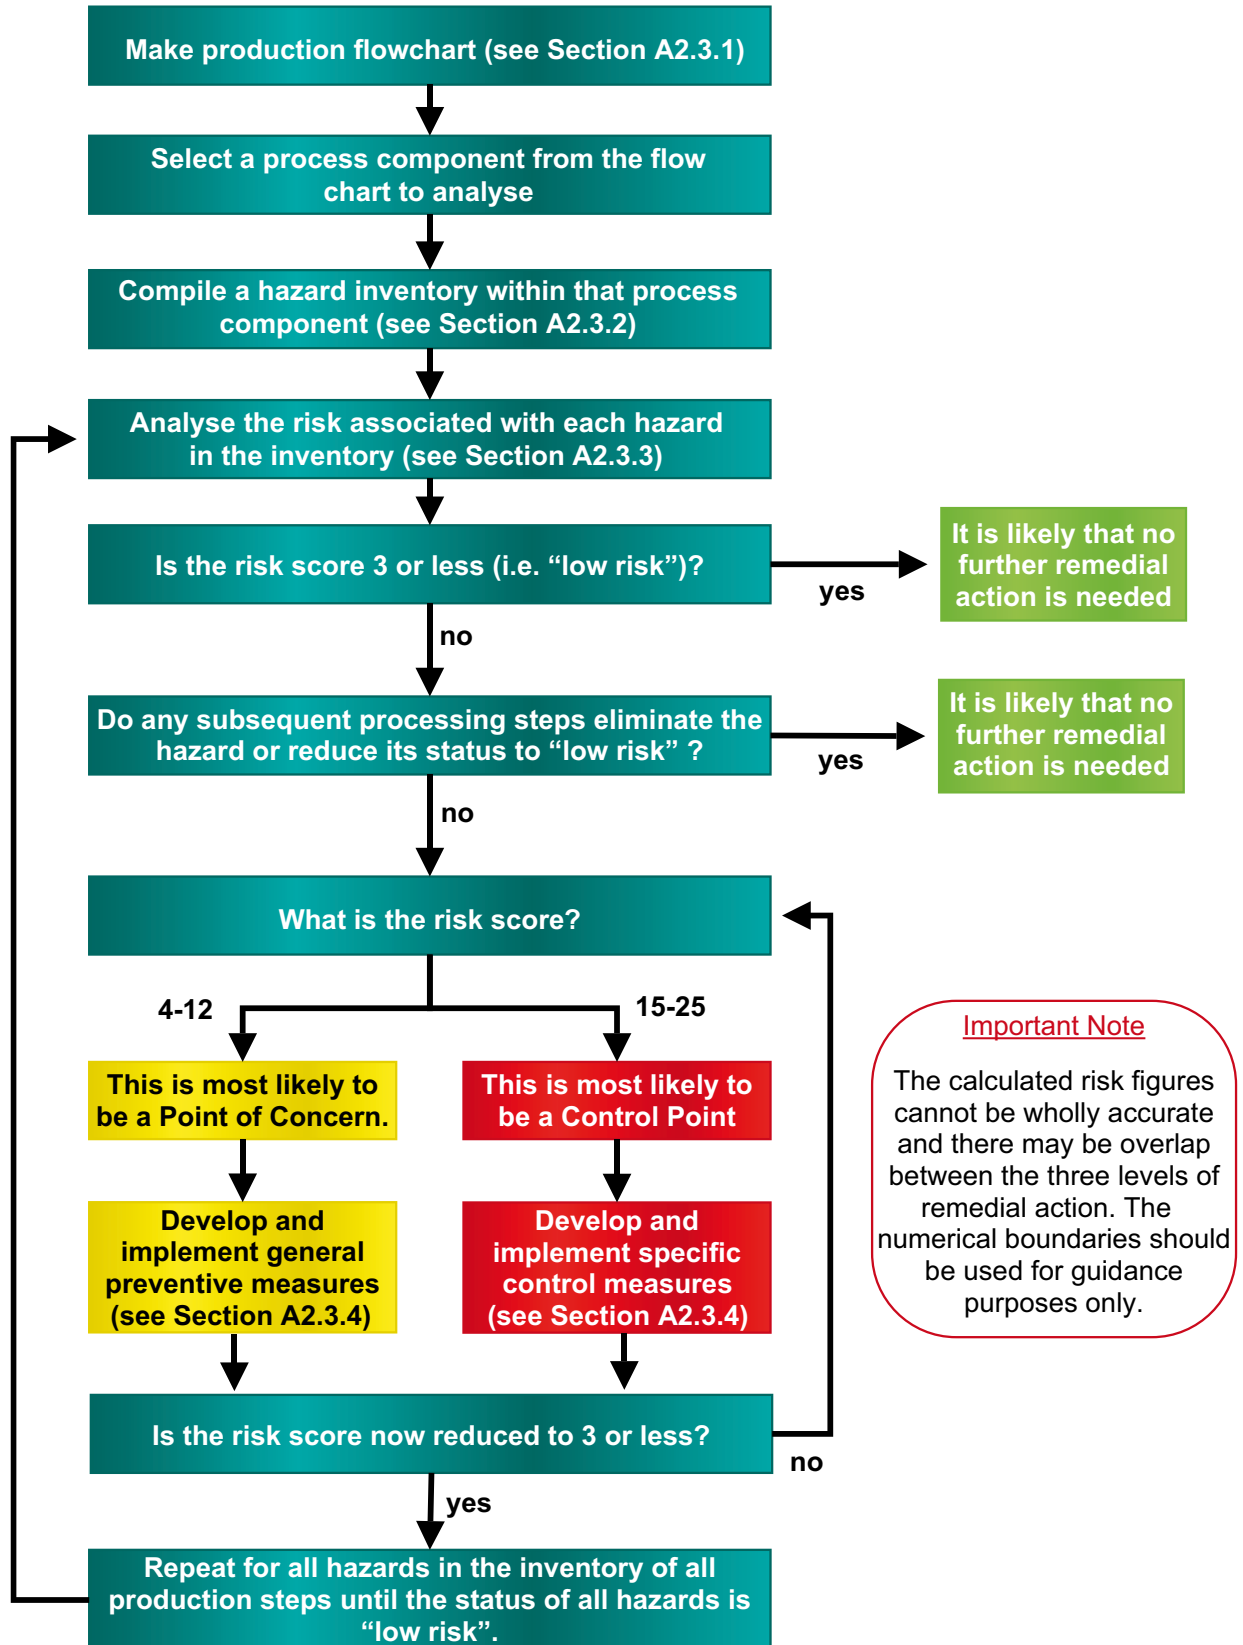 Make production flowchart (see Section A2.3.1)
Select a process component from the flow
chart to analyse
Compile a hazard inventory within that process
component (see Section A2.3.2)
Analyse the risk associated with each hazard
in the inventory (see Section A2.3.3)
Is the risk score 3 or less (i.e. “low risk”)?
yes
It is likely that no
further remedial
action is needed
no
Do any subsequent processing steps eliminate the
hazard or reduce its status to “low risk” ?
yes
It is likely that no
further remedial
action is needed
no
What is the risk score?
4-12
15-25
This is most likely to
be a Point of Concern.
This is most likely to
be a Control Point
Develop and
implement general
preventive measures
(see Section A2.3.4)
Develop and
implement specific
control measures
(see Section A2.3.4)
Important Note
The calculated risk figures
cannot be wholly accurate
and there may be overlap
between the three levels of
remedial action. The
numerical boundaries should
be used for guidance
purposes only.
Is the risk score now reduced to 3 or less?
no
yes
Repeat for all hazards in the inventory of all
production steps until the status of all hazards is
“low risk”.